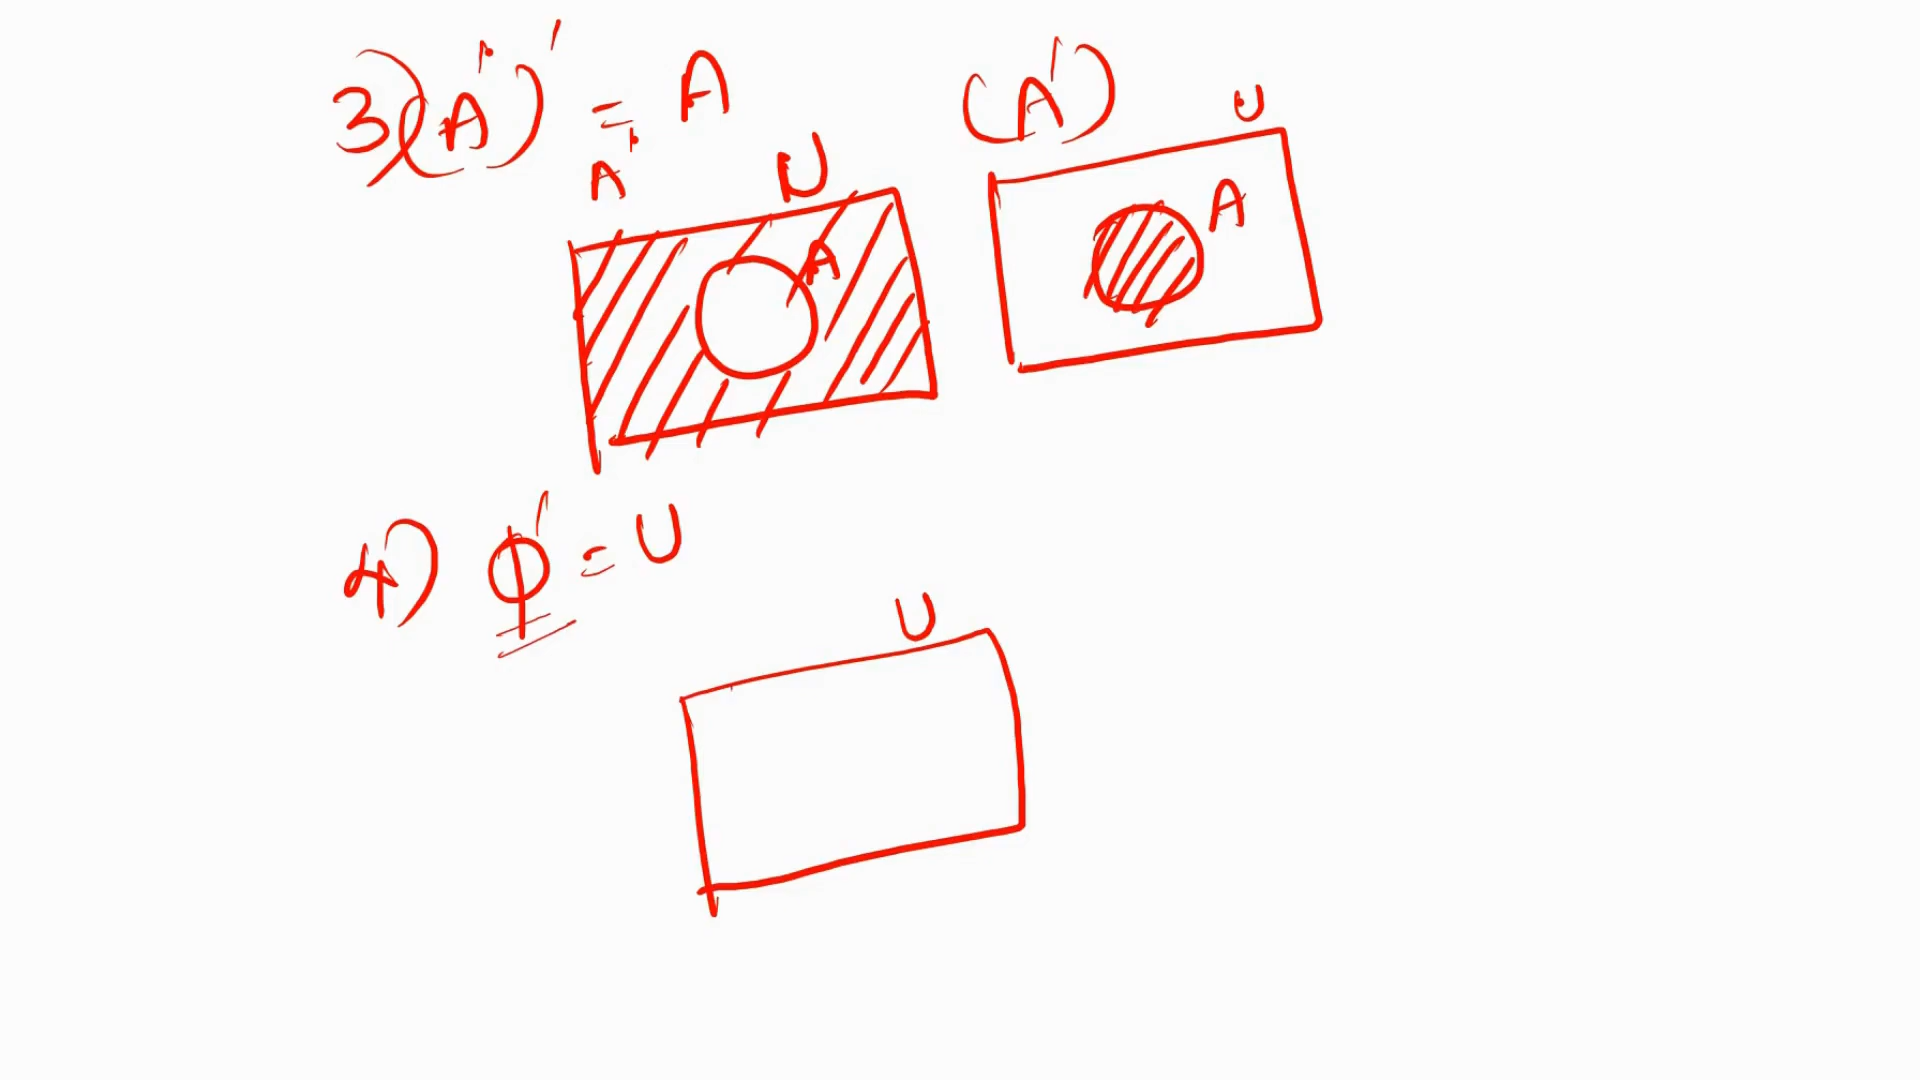 3) (A')' = A
A'
U
A
(A')
U
A
4) ϕ' = U
U